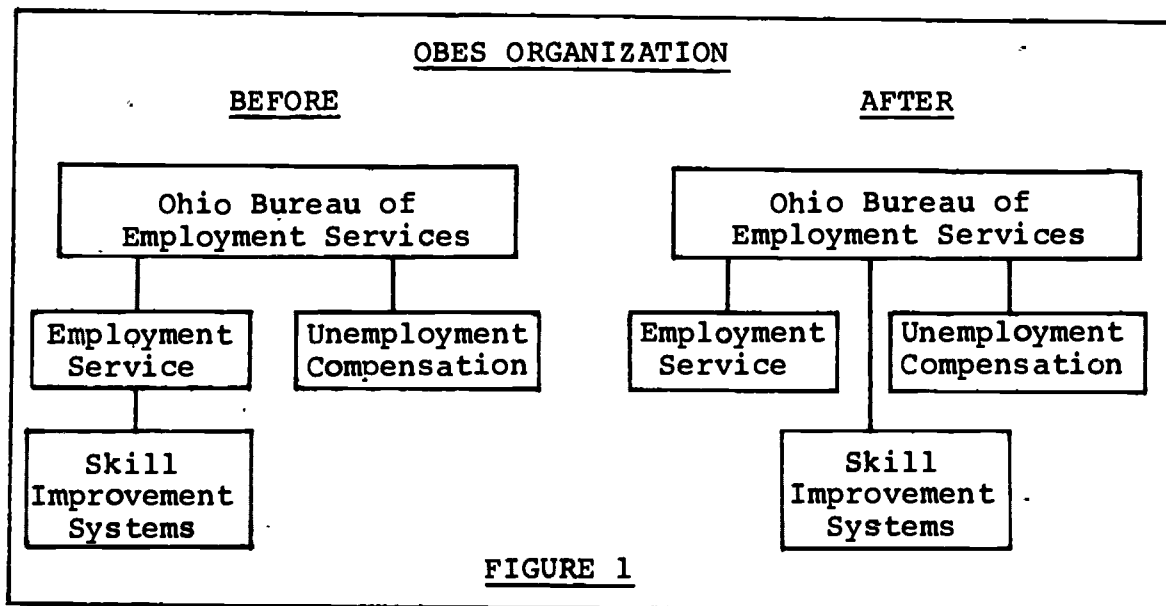 OBES ORGANIZATION
BEFORE
Ohio Bureau of
Employment Services
Employment
Service
Unemployment
Compensation
Skill
Improvement
Systems
AFTER
Ohio Bureau of
Employment Services
Employment
Service
Unemployment
Compensation
Skill
Improvement
Systems
FIGURE 1